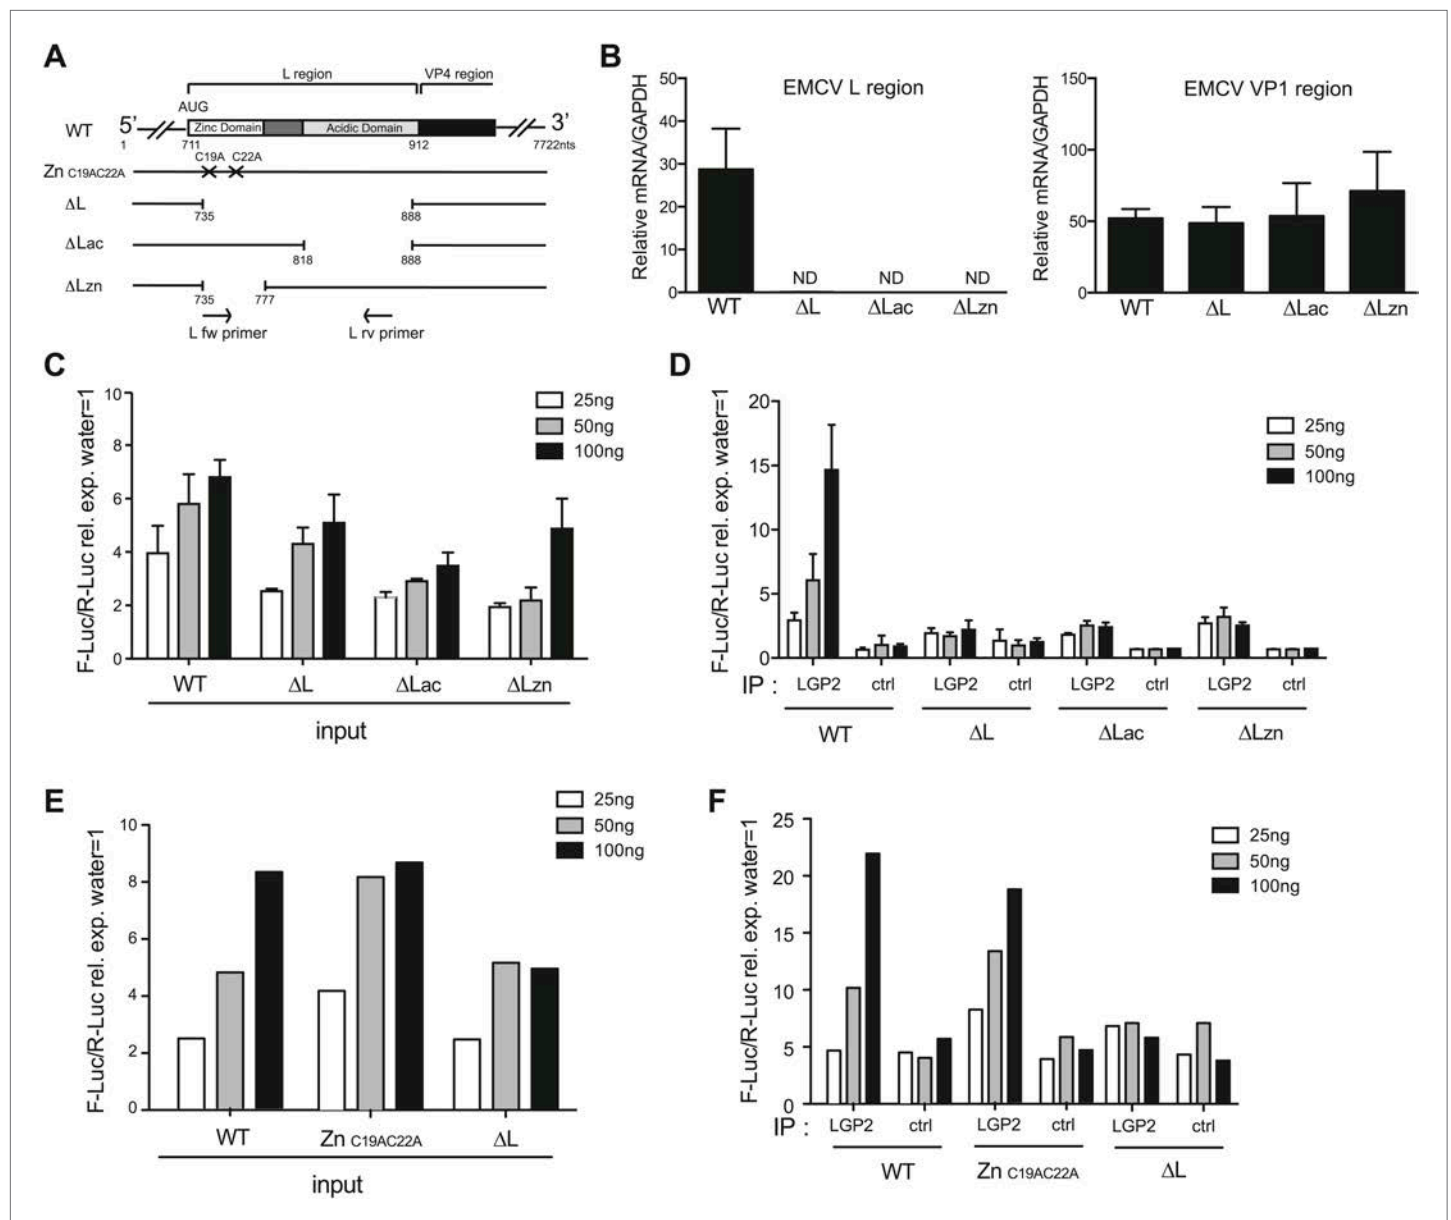 A
L region
VP4 region
AUG
WT
5’
Zinc Domain
Acidic Domain
3’
1
711
912
7722nts
C19A
C22A
Zn C19AC22A
ΔL
735
888
ΔLac
818
888
ΔLzn
735
777
L fw primer
L rv primer
B
EMCV L region
Relative mRNA/GAPDH
50
40
30
20
10
0
ND
ND
ND
WT
ΔL
ΔLac
ΔLzn
EMCV VP1 region
Relative mRNA/GAPDH
150
100
50
0
WT
ΔL
ΔLac
ΔLzn
C
F-Luc/R-Luc rel. exp. water=1
10
8
6
4
2
0
25ng
50ng
100ng
WT
ΔL
ΔLac
ΔLzn
input
D
F-Luc/R-Luc rel. exp. water=1
20
15
10
5
0
25ng
50ng
100ng
IP :
LGP2
ctrl
LGP2
ctrl
LGP2
ctrl
LGP2
ctrl
WT
ΔL
ΔLac
ΔLzn
E
F-Luc/R-Luc rel. exp. water=1
10
8
6
4
2
0
25ng
50ng
100ng
WT
Zn C19AC22A
ΔL
input
F
F-Luc/R-Luc rel. exp. water=1
25
20
15
10
5
0
25ng
50ng
100ng
IP :
LGP2
ctrl
LGP2
ctrl
LGP2
ctrl
WT
Zn C19AC22A
ΔL